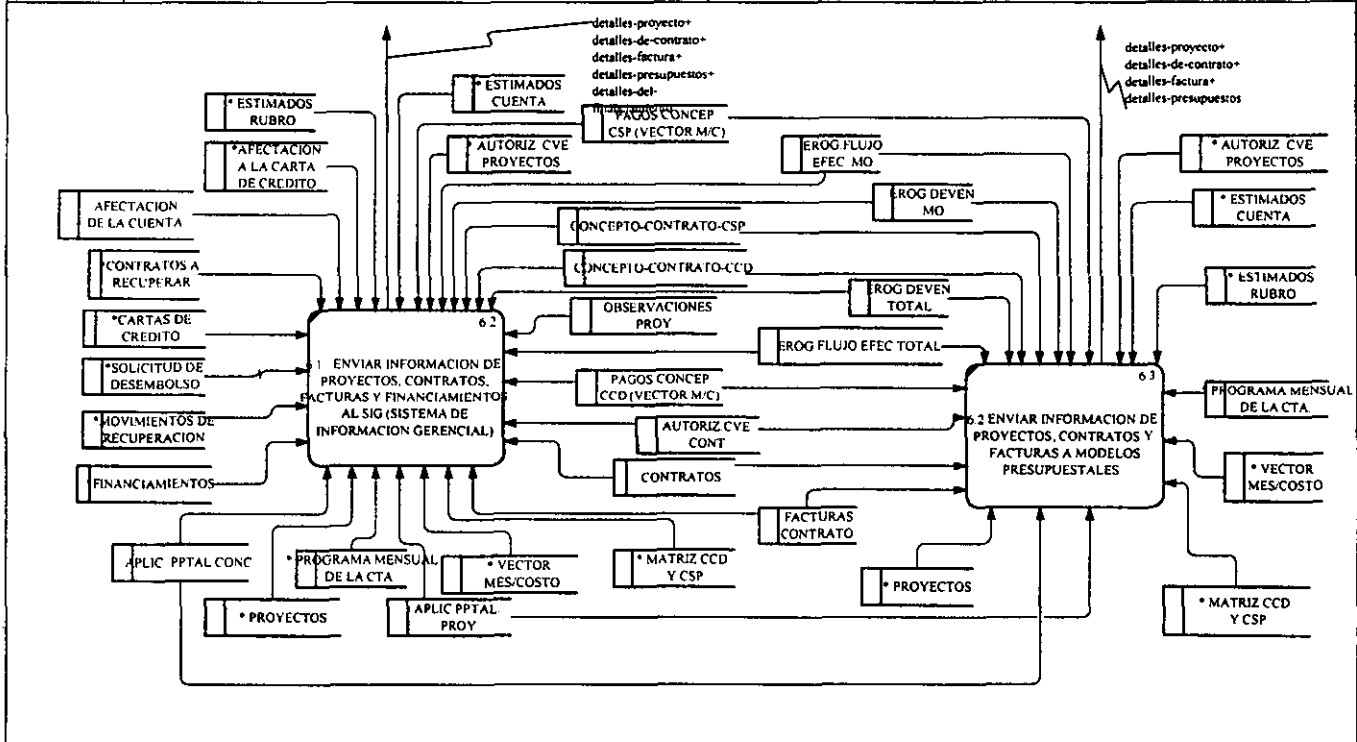 detalles-proyecto+
detalles-de-contrato+
detalles-factura+
detalles-presupuestos+
detalles-del-
detalles-proyecto+
detalles-de-contrato+
detalles-factura+
detalles-presupuestos
* ESTIMADOS
RUBRO
* ESTIMADOS
CUENTA
PAGOS CONCEP
CSP (VECTOR M/C)
*AFECTACION
A LA CARTA
DE CREDITO
* AUTORIZ CVE
PROYECTOS
EROG FLUJO
EFEC MO
* AUTORIZ CVE
PROYECTOS
AFECTACION
DE LA CUENTA
EROG DEVEN
MO
* ESTIMADOS
CUENTA
CONCEPTO-CONTRATO-CSP
*CONTRATOS A
RECUPERAR
CONCEPTO-CONTRATO-CCD
* ESTIMADOS
RUBRO
EROG DEVEN
TOTAL
OBSERVACIONES
PROY
*CARTAS DE
CREDITO
6.2
1 ENVIAR INFORMACION DE
PROYECTOS, CONTRATOS,
FACTURAS Y FINANCIAMIENTOS
AL SIG (SISTEMA DE
INFORMACION GERENCIAL)
EROG FLUJO EFEC TOTAL
*SOLICITUD DE
DESEMBOLSO
PAGOS CONCEP
CCD (VECTOR M/C)
6.3
6.2 ENVIAR INFORMACION DE
PROYECTOS, CONTRATOS Y
FACTURAS A MODELOS
PRESUPUESTALES
PROGRAMA MENSUAL
DE LA CTA.
*MOVIMIENTOS DE
RECUPERACION
AUTORIZ CVE
CONT
FINANCIAMIENTOS
CONTRATOS
* VECTOR
MES/COSTO
FACTURAS
CONTRATO
APLIC PPTAL CONC
* PROGRAMA MENSUAL
DE LA CTA
* VECTOR
MES/COSTO
* MATRIZ CCD
Y CSP
* PROYECTOS
* PROYECTOS
APLIC PPTAL
PROY
* MATRIZ CCD
Y CSP